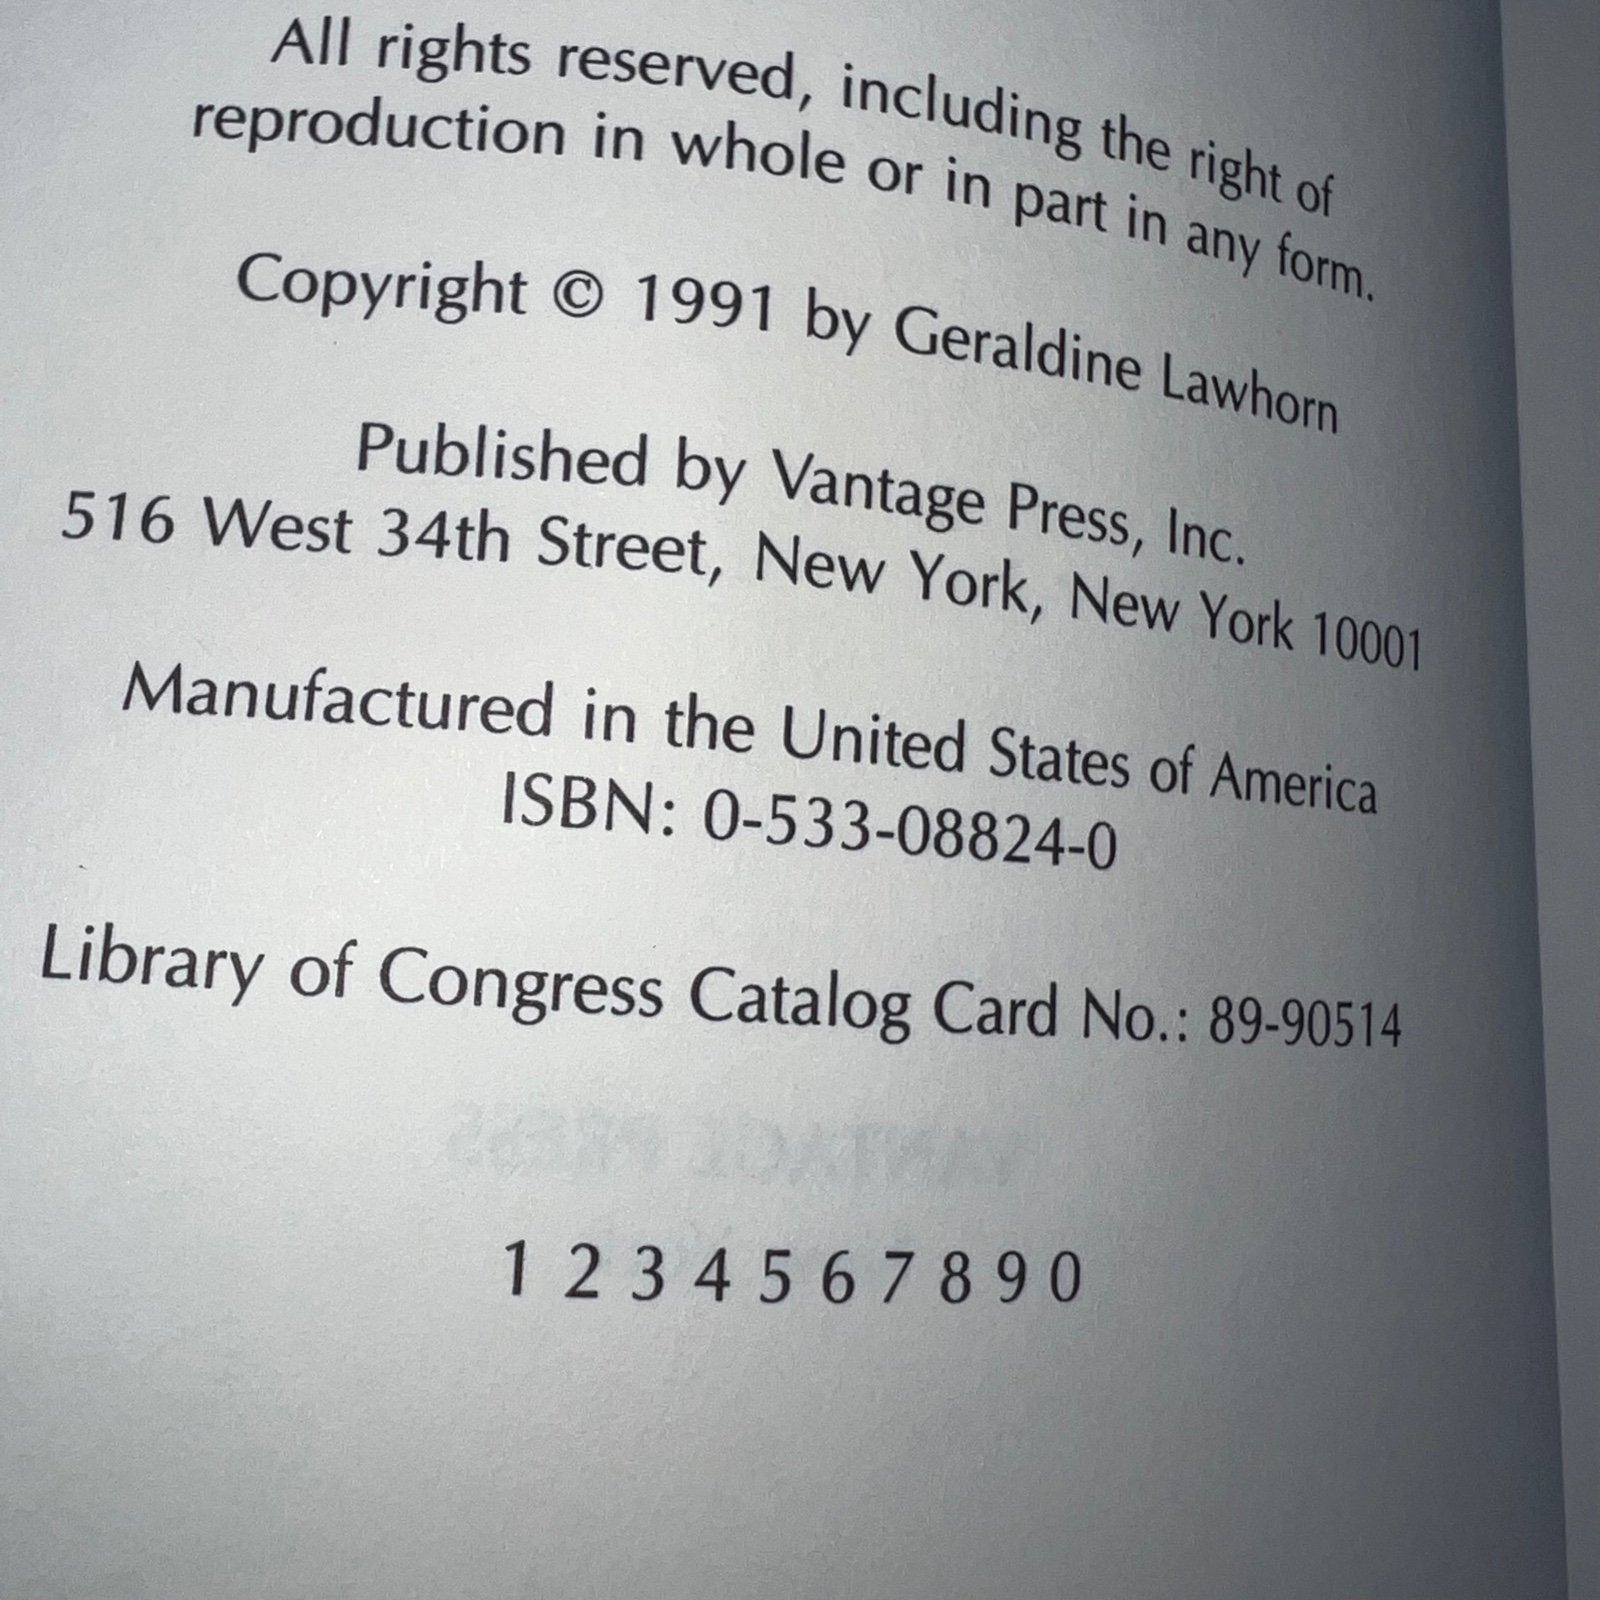 All rights reserved, including the right of
reproduction in whole or in part in any form.
Copyright © 1991 by Geraldine Lawhorn
Published by Vantage Press, Inc.
516 West 34th Street, New York, New York 10001
Manufactured in the United States of America
ISBN: 0-533-08824-0
Library of Congress Catalog Card No.: 89-90514
1 2 3 4 5 6 7 8 9 0